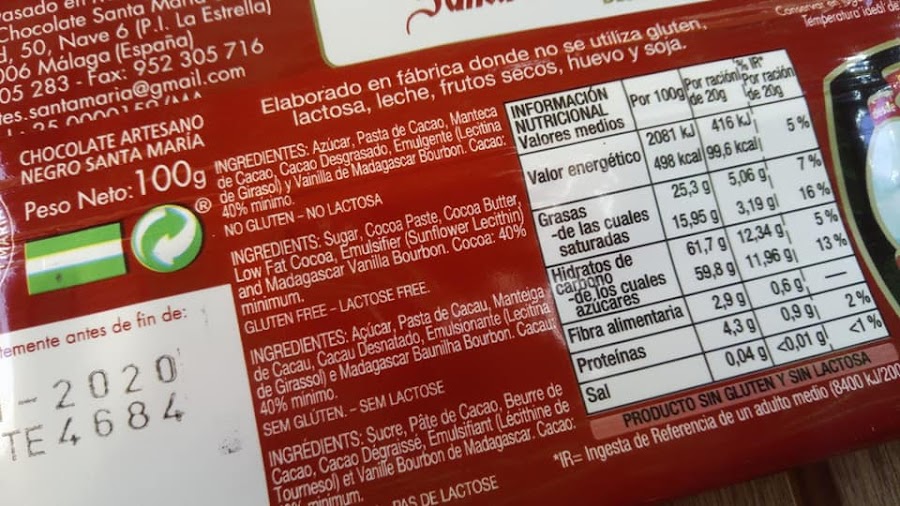 Chocolate Santa
50, Nave 6 (P.I. La Estrella)
006 Málaga (España)
05 283 - Fax: 952 305 716
tes.santamaria@gmail.com
CHOCOLATE ARTESANO
NEGRO SANTA MARÍA
Peso Neto: 100g
®
temente antes de fin de:
- 2020
TE4684
Elaborado en fábrica donde no se utiliza gluten,
lactosa, leche, frutos secos, huevo y soja.
INGREDIENTES: Azúcar, Pasta de Cacao, Manteca
de Cacao, Cacao Desgrasado, Emulgente (Lecitina
de Girasol) y Vainilla de Madagascar Bourbon. Cacao:
40% mínimo.
NO GLUTEN - NO LACTOSA
INGREDIENTS: Sugar, Cocoa Paste, Cocoa Butter,
Low Fat Cocoa, Emulsifier (Sunflower Lecithin)
and Madagascar Vanilla Bourbon. Cocoa: 40%
minimum.
GLUTEN FREE - LACTOSE FREE.
INGREDIENTES: Açúcar, Pasta de Cacau, Manteiga
de Cacau, Cacau Desnatado, Emulsionante (Lecitina
de Girassol) e Madagascar Baunilha Bourbon. Cacau:
40% minimo.
SEM GLÚTEN. - SEM LACTOSE
INGRÉDIENTS: Sucre, Pâte de Cacao, Beurre de
Cacao, Cacao Dégraissé, Emulsifiant (Lécithine de
Tournesol) et Vanille Bourbon de Madagascar. Cacao:
minimum.
PAS DE LACTOSE
INFORMACIÓN
NUTRICIONAL
Valores medios
Por 100g
Por ración
de 20g
% IR*
Por ración
de 20g
Valor energético
2081 kJ 416 kJ
498 kcal 99,6 kcal 5%
Grasas 25,3 g 5,06 g 7%
-de las cuales
saturadas 15,95 g 3,19 g 16%
Hidratos de
carbono 61,7 g 12,34 g 5%
-de los cuales
azúcares 59,8 g 11,96 g 13%
Fibra alimentaria 2,9 g 0,6 g —
Proteínas 4,3 g 0,9 g 2%
Sal 0,04 g <0,01 g <1%
PRODUCTO SIN GLUTEN Y SIN LACTOSA
*IR= Ingesta de Referencia de un adulto medio (8400 KJ/200
Temperatura ideal de